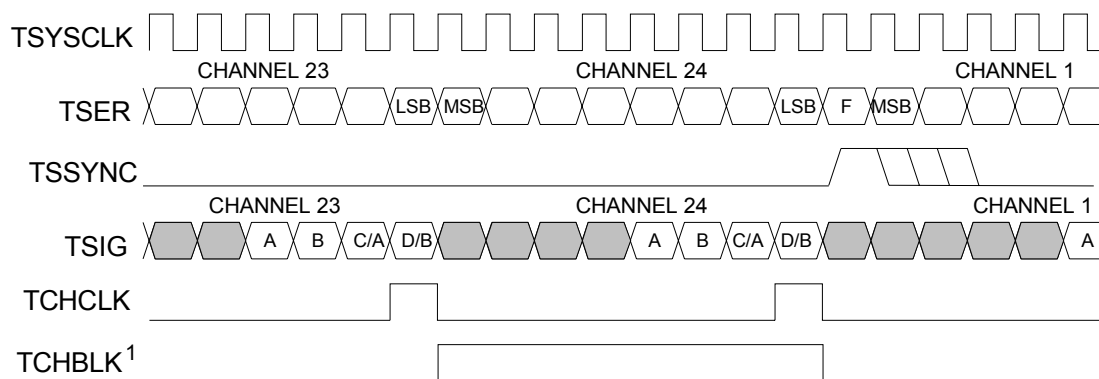 TSYSCLK
CHANNEL 23 CHANNEL 24 CHANNEL 1
TSER LSB MSB LSB F MSB
TSSYNC
CHANNEL 23 CHANNEL 24 CHANNEL 1
TSIG A B C/A D/B A B C/A D/B A
TCHCLK
TCHBLK1